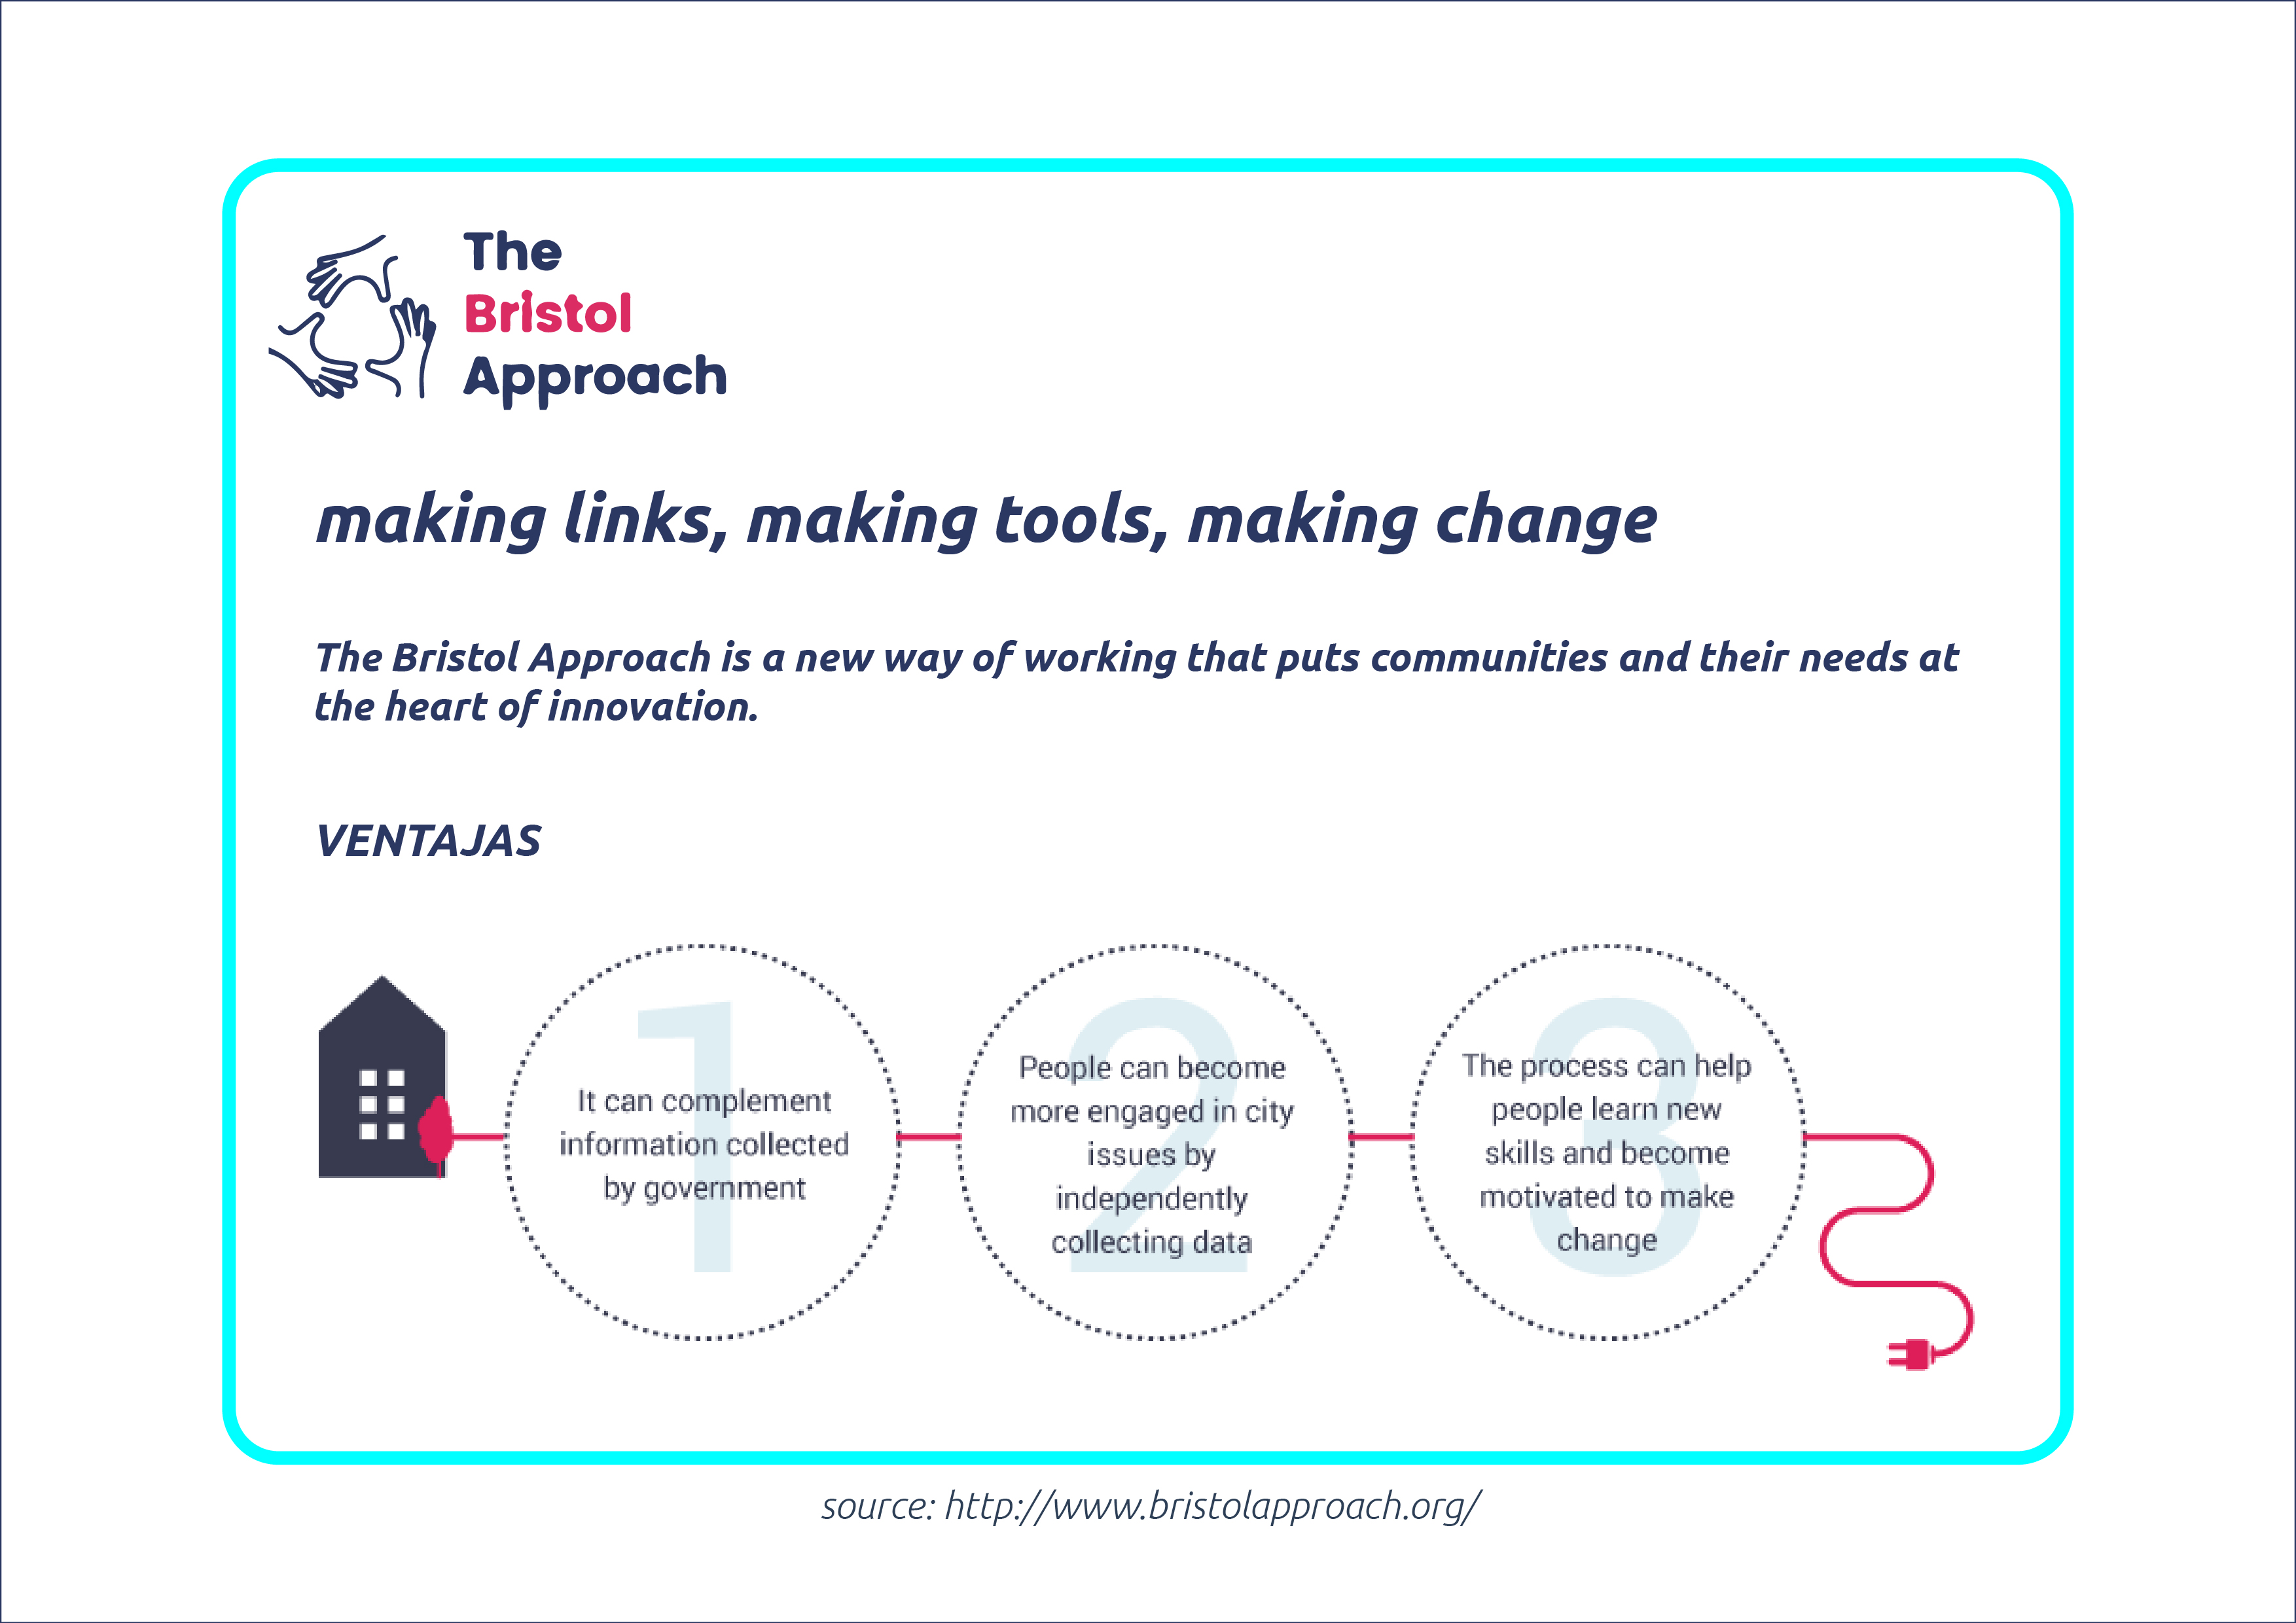 The
Bristol
Approach
making links, making tools, making change
The Bristol Approach is a new way of working that puts communities and their needs at
the heart of innovation.
VENTAJAS
1
It can complement
information collected
by government
2
People can become
more engaged in city
issues by
independently
collecting data
3
The process can help
people learn new
skills and become
motivated to make
change
source: http://www.bristolapproach.org/